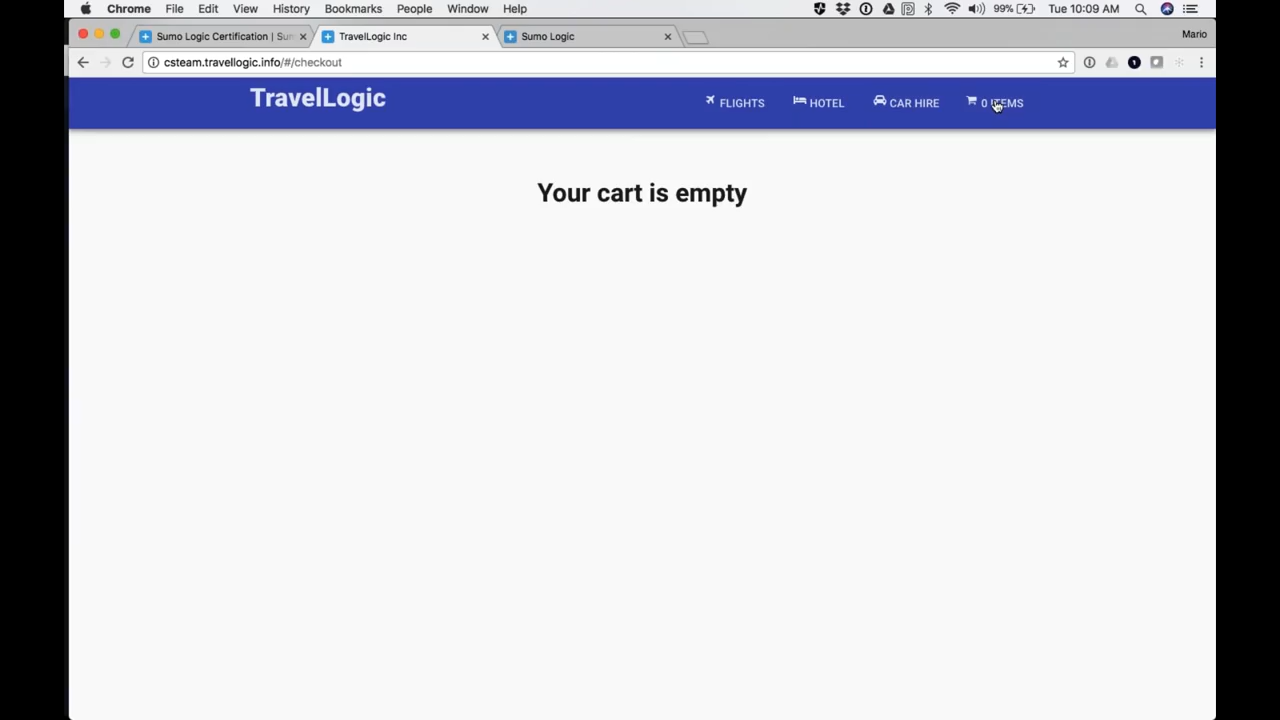 Chrome File Edit View History Bookmarks People Window Help 99% Tue 10:09 AM
Sumo Logic Certification | Sum TravelLogic Inc Sumo Logic Mario
csteam.travellogic.info/#/checkout
TravelLogic FLIGHTS HOTEL CAR HIRE 0 ITEMS
Your cart is empty